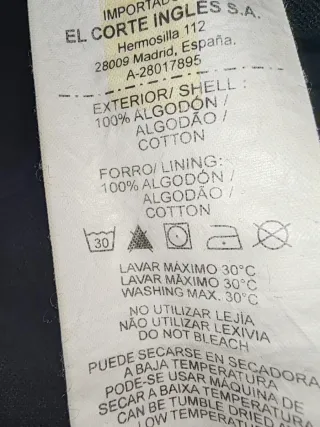 IMPORTADO
EL CORTE INGLES S.A.
Hermosilla 112
28009 Madrid, España.
A-28017895
EXTERIOR/ SHELL:
100% ALGODÓN /
ALGODÃO /
COTTON
FORRO/ LINING:
100% ALGODÓN /
ALGODÃO /
COTTON
30
LAVAR MÁXIMO 30°C
LAVAR MÁXIMO 30°C
WASHING MAX. 30°C
NO UTILIZAR LEJÍA
NÃO UTILIZAR LEXIVIA
DO NOT BLEACH
PUEDE SECARSE EN SECADORA
A BAJA TEMPERATURA
PODE-SE USAR MÁQUINA DE
SECAR A BAIXA TEMPERATURA
CAN BE TUMBLE DRIED AT
LOW TEMPERATURE